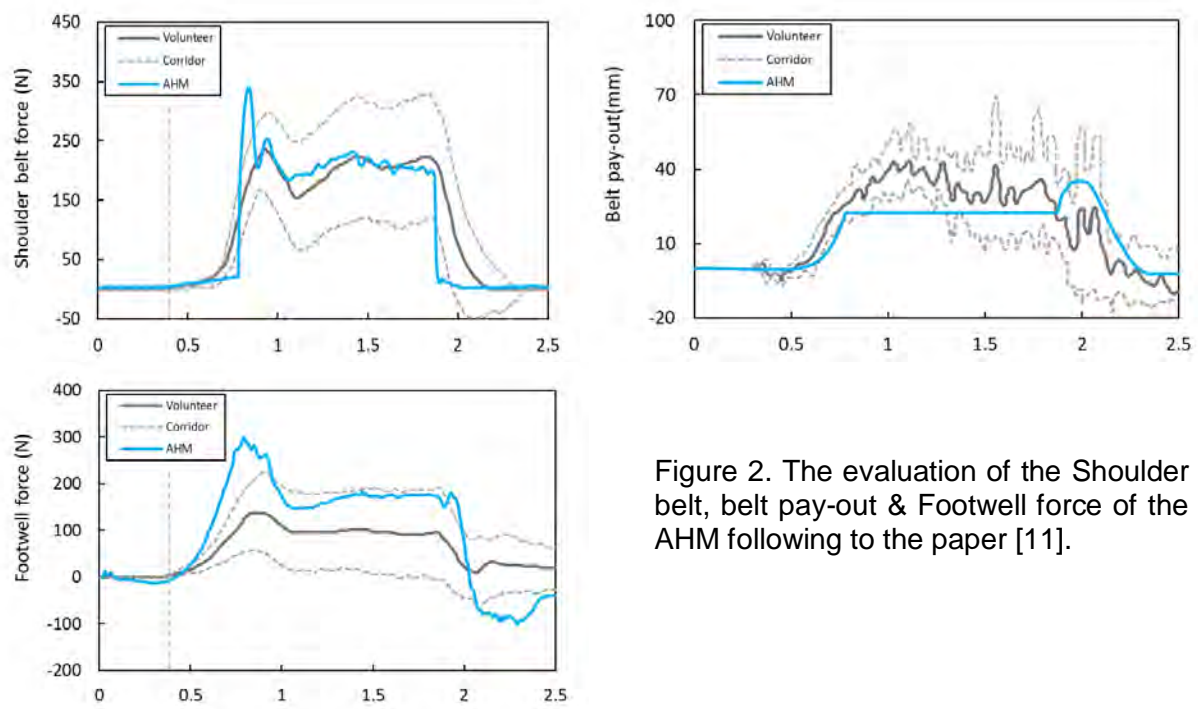 Shoulder belt force (N)
450
350
250
150
50
-50
Volunteer
Corridor
AHM
0 0.5 1 1.5 2 2.5
Belt pay-out(mm)
100
70
40
10
-20
Volunteer
Corridor
AHM
0 0.5 1 1.5 2 2.5
Footwell force (N)
400
300
200
100
0
-100
-200
Volunteer
Corridor
AHM
0 0.5 1 1.5 2 2.5
Figure 2. The evaluation of the Shoulder
belt, belt pay-out & Footwell force of the
AHM following to the paper [11].